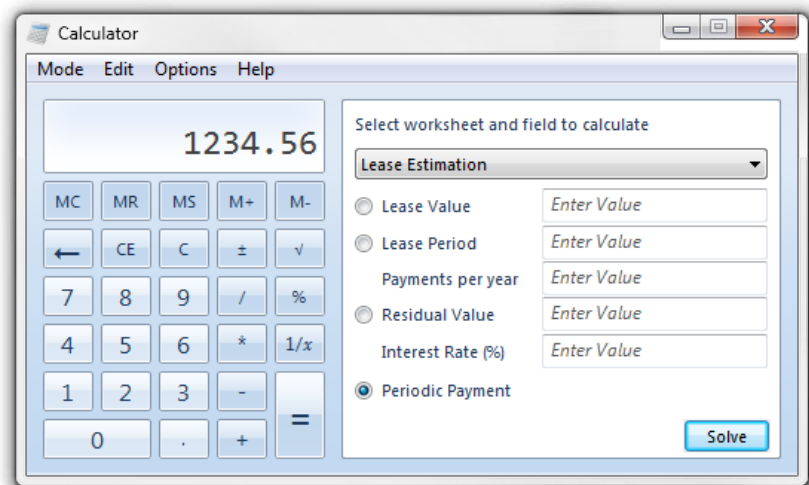 Calculator
Mode Edit Options Help
1234.56
MC MR MS M+ M-
← CE C ± √
7 8 9 / %
4 5 6 * 1/x
1 2 3 - =
0 . +
Select worksheet and field to calculate
Lease Estimation
Lease Value Enter Value
Lease Period Enter Value
Payments per year Enter Value
Residual Value Enter Value
Interest Rate (%) Enter Value
Periodic Payment
Solve